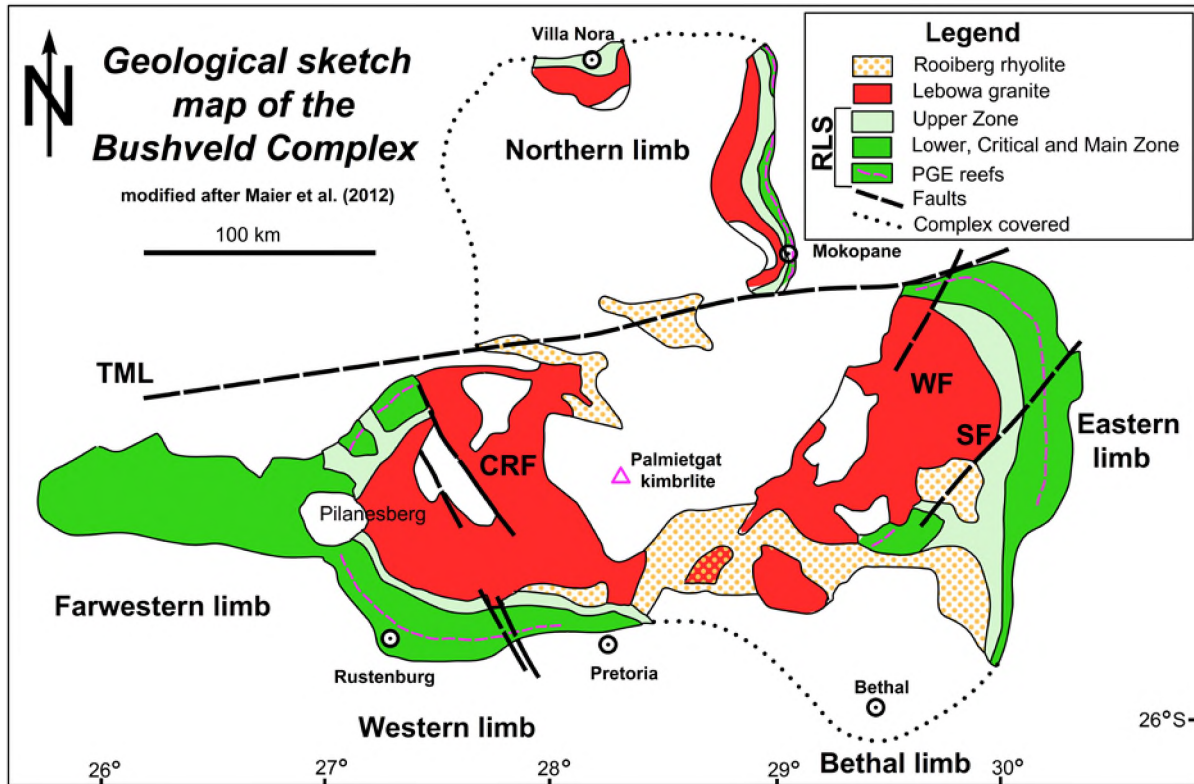 N
Geological sketch
map of the
Bushveld Complex
modified after Maier et al. (2012)
100 km
Villa Nora
Northern limb
Mokopane
Legend
Rooiberg rhyolite
Lebowa granite
RLS
Upper Zone
Lower, Critical and Main Zone
PGE reefs
Faults
Complex covered
TML
WF
SF
Eastern
limb
CRF
Palmietgat
kimbrlite
Pilanesberg
Farwestern limb
Rustenburg
Pretoria
Western limb
Bethal
Bethal limb
26°S
26°
27°
28°
29°
30°